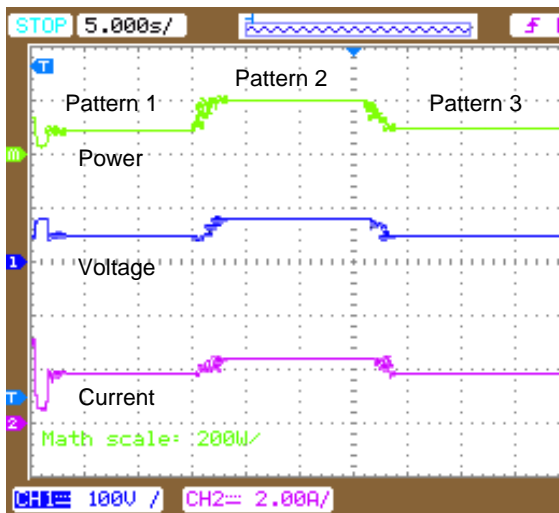 STOP 5.000s/
T
Pattern 1
Pattern 2
Pattern 3
m
Power
1
Voltage
T
Current
2
Math scale: 200W/
CH1 100V / CH2 2.00A/